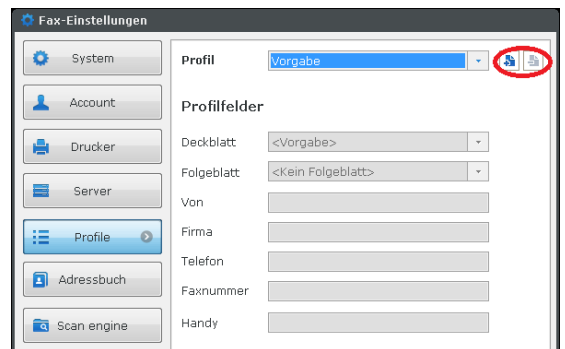 Fax-Einstellungen
System
Account
Drucker
Server
Profile
Adressbuch
Scan engine
Profil
Vorgabe
Profilfelder
Deckblatt
<Vorgabe>
Folgeblatt
<Kein Folgeblatt>
Von
Firma
Telefon
Faxnummer
Handy